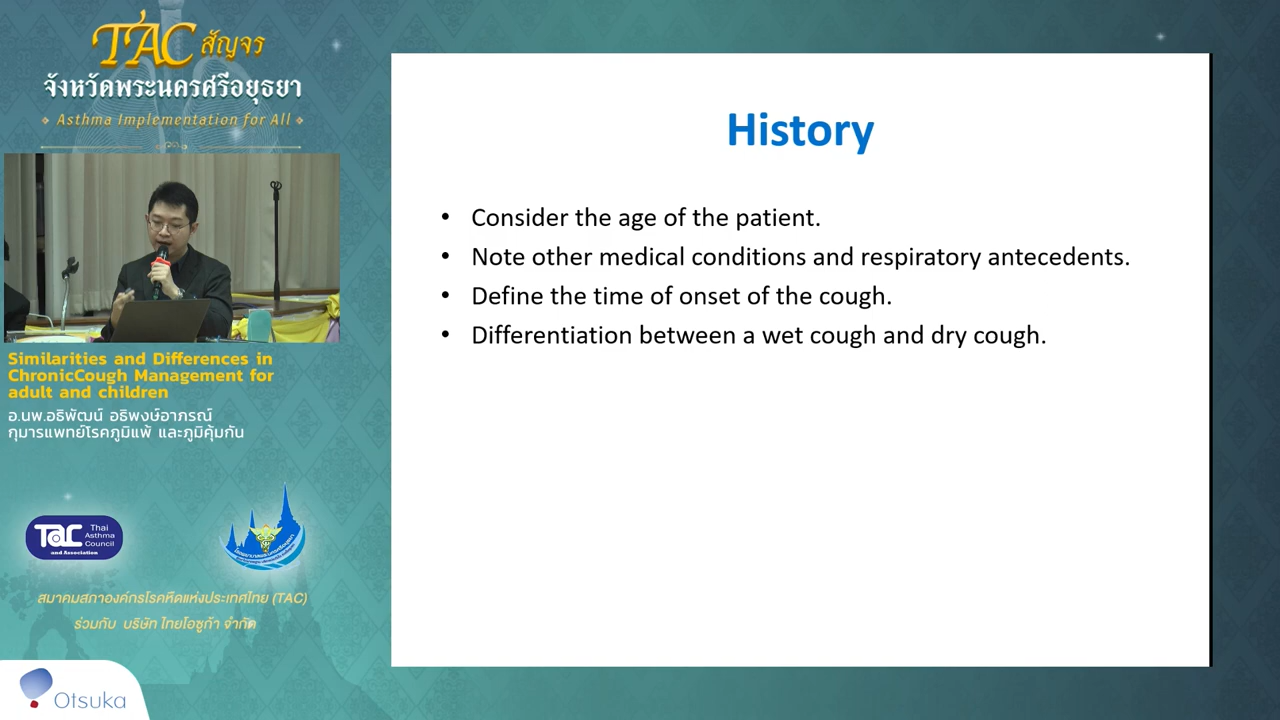 TAC สัญจร
จังหวัดพระนครศรีอยุธยา
Asthma Implementation for All
Similarities and Differences in
ChronicCough Management for
adult and children
อ.นพ.อธิพัฒน์ อธิพงษ์อาภรณ์
กุมารแพทย์โรคภูมิแพ้ และภูมิคุ้มกัน
TAC Thai
Asthma
Council
and Association
สมาคมสภาองค์กรโรคหืดแห่งประเทศไทย (TAC)
ร่วมกับ บริษัท ไทยโอซูก้า จำกัด
Otsuka
History
• Consider the age of the patient.
• Note other medical conditions and respiratory antecedents.
• Define the time of onset of the cough.
• Differentiation between a wet cough and dry cough.